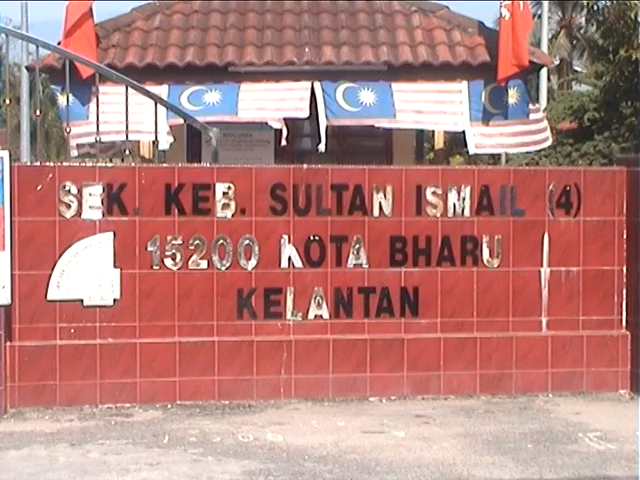 SEK. KEB. SULTAN ISMAIL (4)
15200 KOTA BHARU
KELANTAN